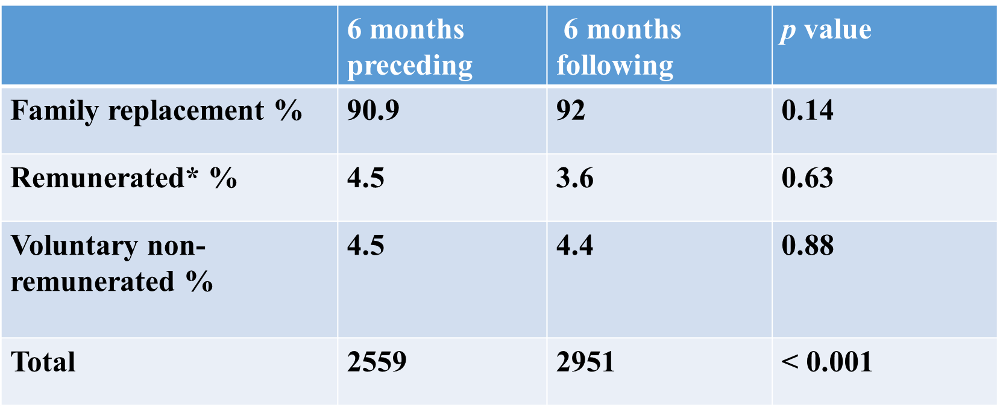 6 months preceding 6 months following p value
Family replacement % 90.9 92 0.14
Remunerated* % 4.5 3.6 0.63
Voluntary non-remunerated % 4.5 4.4 0.88
Total 2559 2951 < 0.001